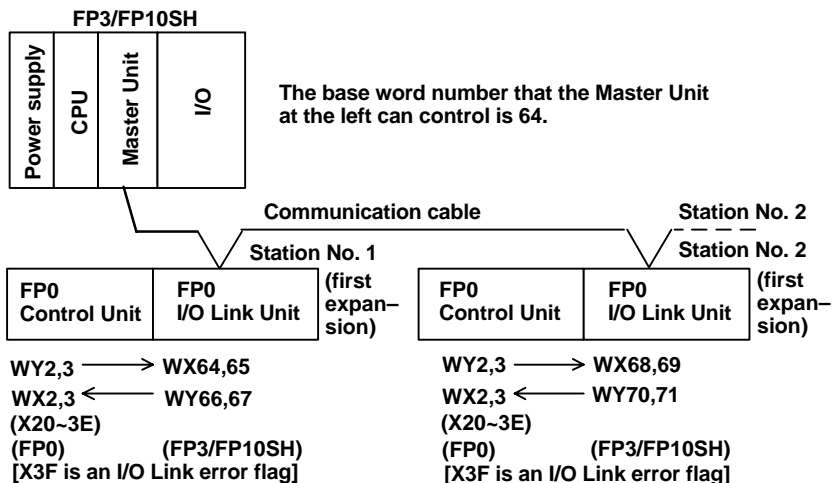 FP3/FP10SH
Power supply
CPU
Master Unit
I/O
The base word number that the Master Unit
at the left can control is 64.
Communication cable
Station No. 2
Station No. 1
Station No. 2
FP0
Control Unit
FP0
I/O Link Unit
(first
expan–
sion)
FP0
Control Unit
FP0
I/O Link Unit
(first
expan–
sion)
WY2,3 → WX64,65
WX2,3 ← WY66,67
(X20~3E)
(FP0) (FP3/FP10SH)
[X3F is an I/O Link error flag]
WY2,3 → WX68,69
WX2,3 ← WY70,71
(X20~3E)
(FP0) (FP3/FP10SH)
[X3F is an I/O Link error flag]